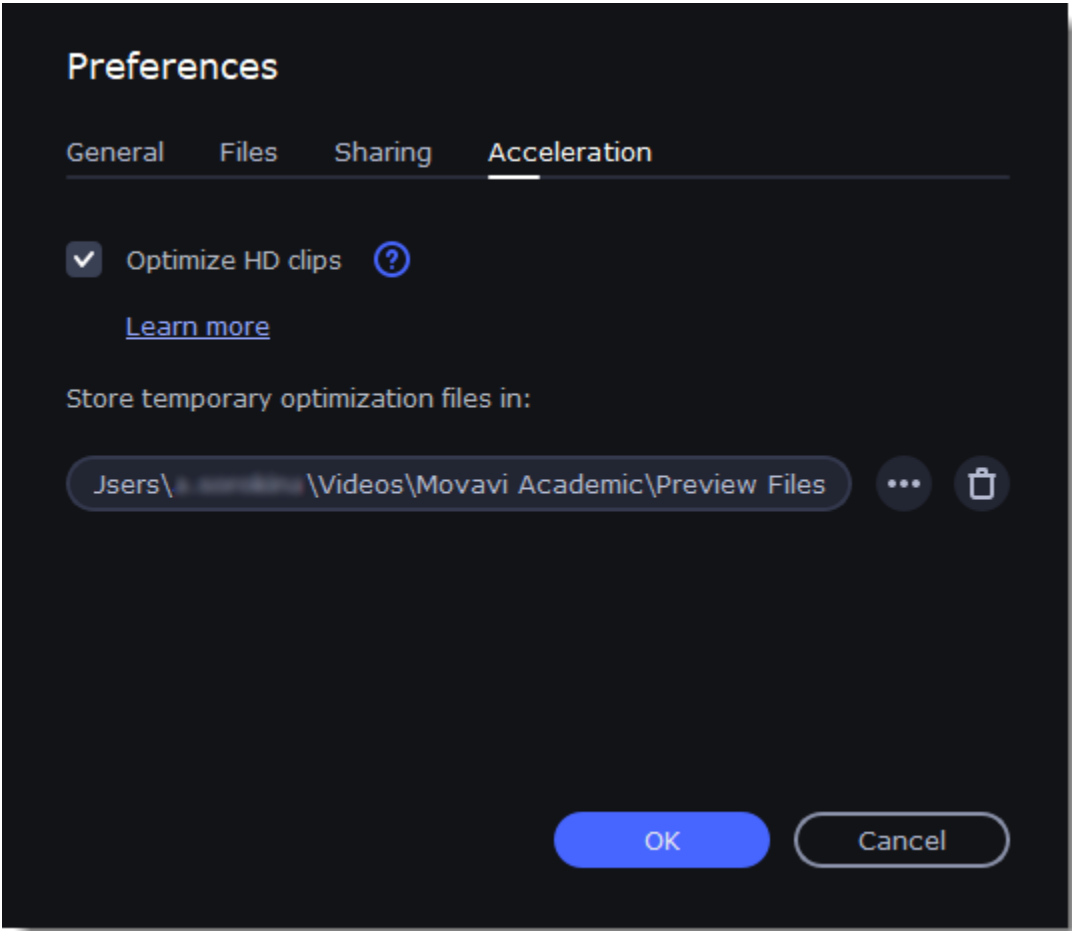 Preferences
General Files Sharing Acceleration
Optimize HD clips ?
Learn more
Store temporary optimization files in:
Jsers\ \Videos\Movavi Academic\Preview Files
OK Cancel